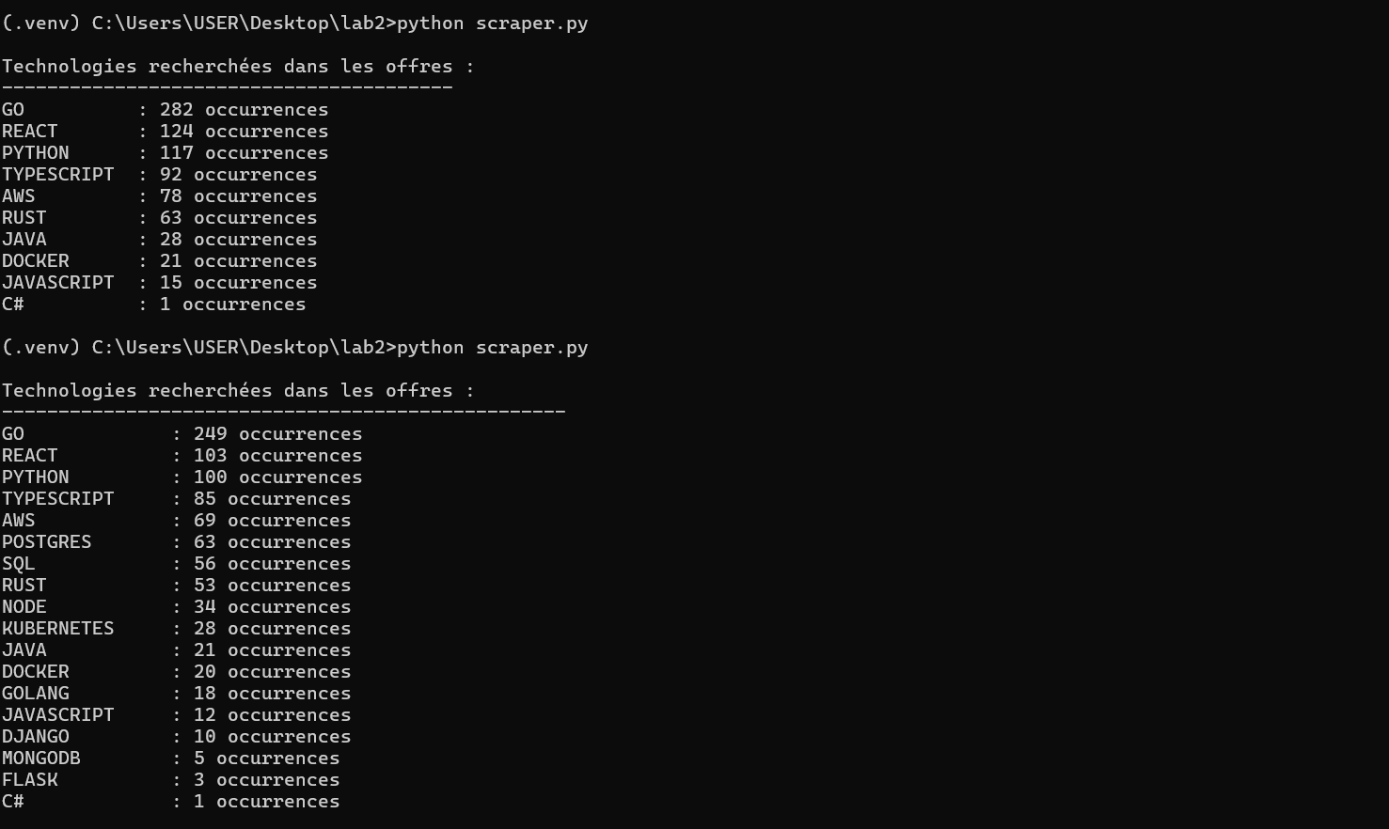 (.venv) C:\Users\USER\Desktop\lab2>python scraper.py
Technologies recherchées dans les offres :
----------------------------------------
GO          : 282 occurrences
REACT       : 124 occurrences
PYTHON      : 117 occurrences
TYPESCRIPT  : 92 occurrences
AWS         : 78 occurrences
RUST        : 63 occurrences
JAVA        : 28 occurrences
DOCKER      : 21 occurrences
JAVASCRIPT  : 15 occurrences
C#          : 1 occurrences
(.venv) C:\Users\USER\Desktop\lab2>python scraper.py
Technologies recherchées dans les offres :
--------------------------------------------------
GO             : 249 occurrences
REACT          : 103 occurrences
PYTHON         : 100 occurrences
TYPESCRIPT     : 85 occurrences
AWS            : 69 occurrences
POSTGRES       : 63 occurrences
SQL            : 56 occurrences
RUST           : 53 occurrences
NODE           : 34 occurrences
KUBERNETES     : 28 occurrences
JAVA           : 21 occurrences
DOCKER         : 20 occurrences
GOLANG         : 18 occurrences
JAVASCRIPT     : 12 occurrences
DJANGO         : 10 occurrences
MONGODB        : 5 occurrences
FLASK          : 3 occurrences
C#             : 1 occurrences